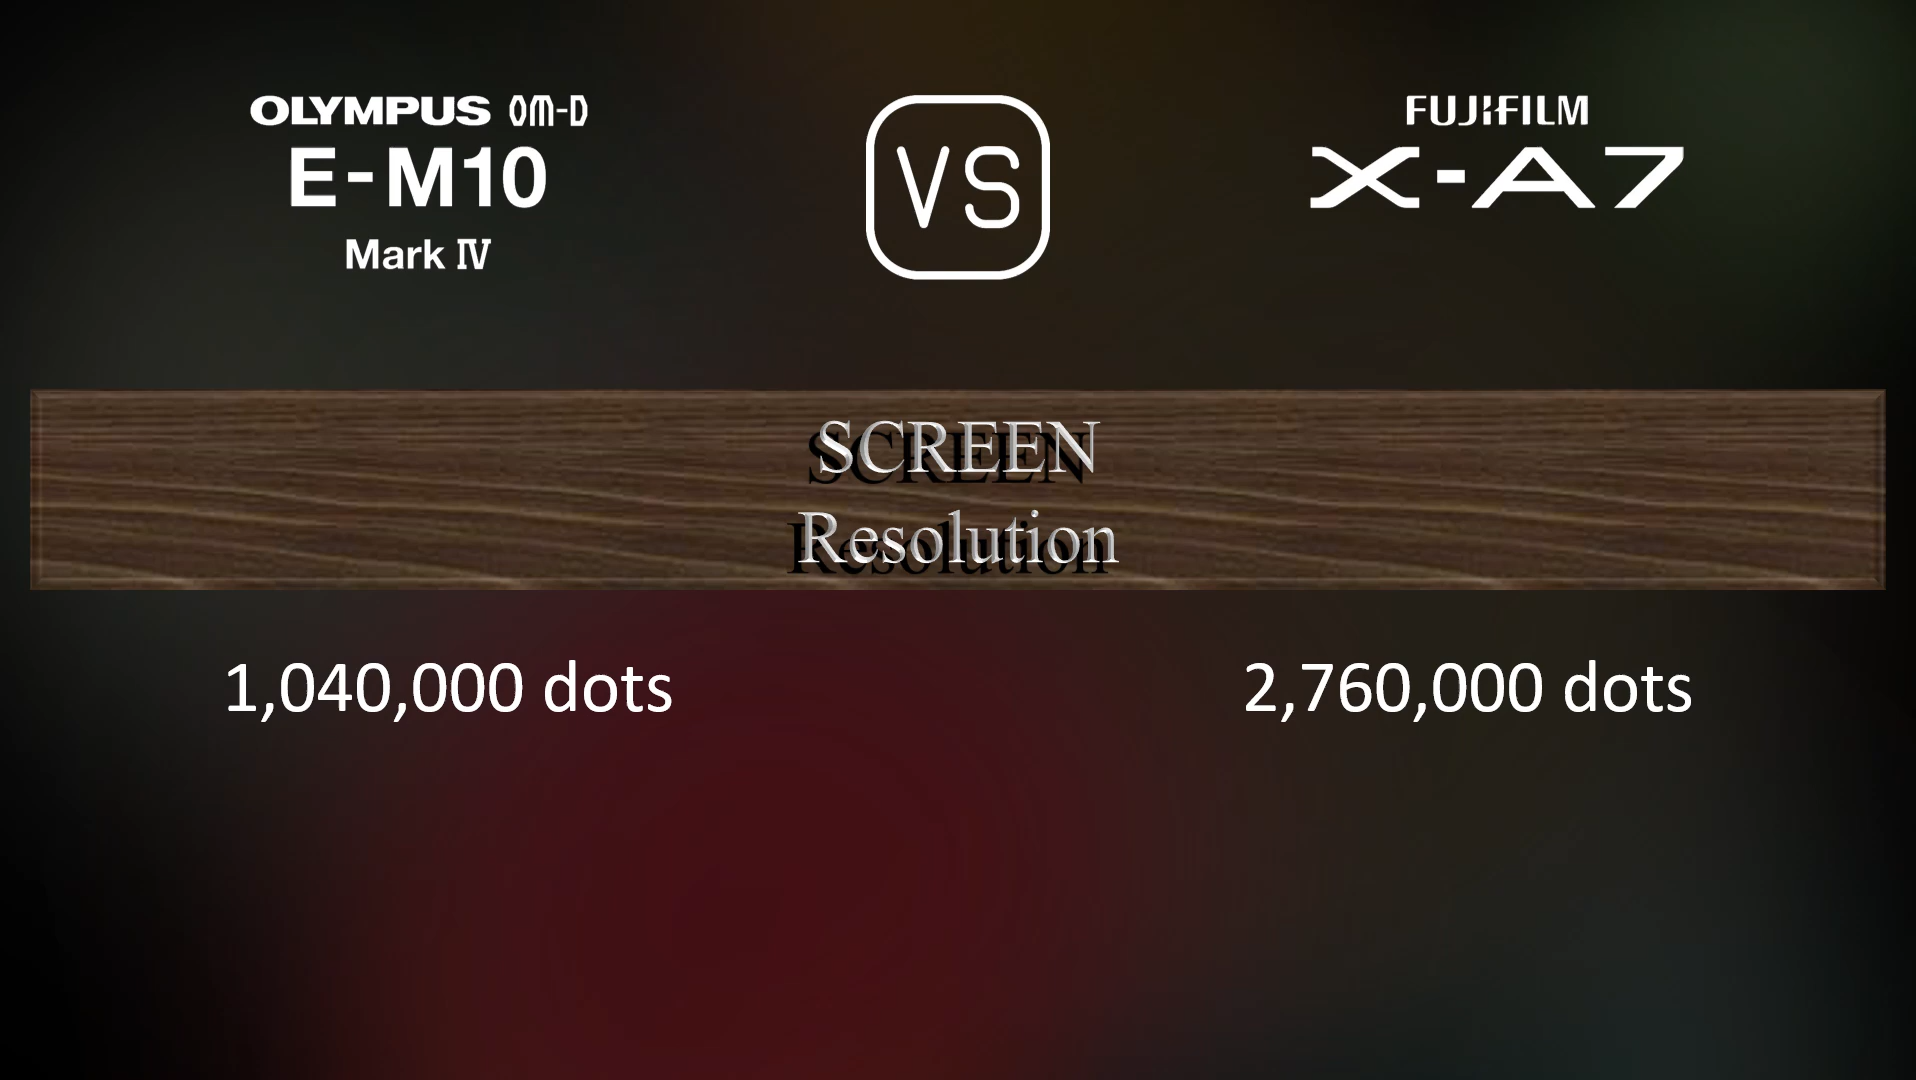 OLYMPUS OM-D
E-M10
Mark IV
VS
FUJIFILM
X-A7
SCREEN
Resolution
1,040,000 dots
2,760,000 dots